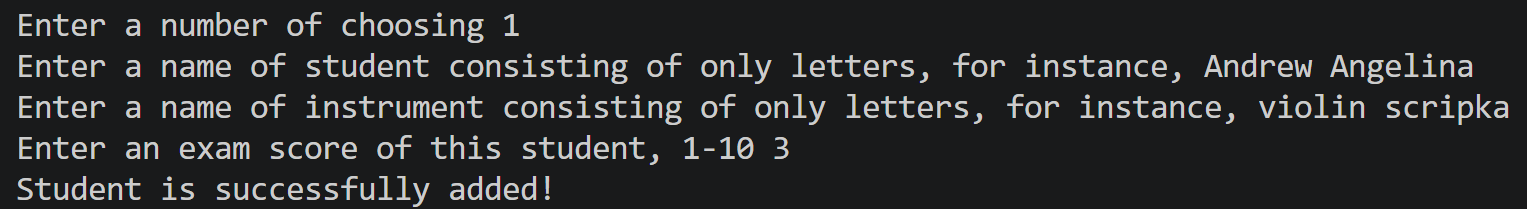 Enter a number of choosing 1
Enter a name of student consisting of only letters, for instance, Andrew Angelina
Enter a name of instrument consisting of only letters, for instance, violin scripka
Enter an exam score of this student, 1-10 3
Student is successfully added!